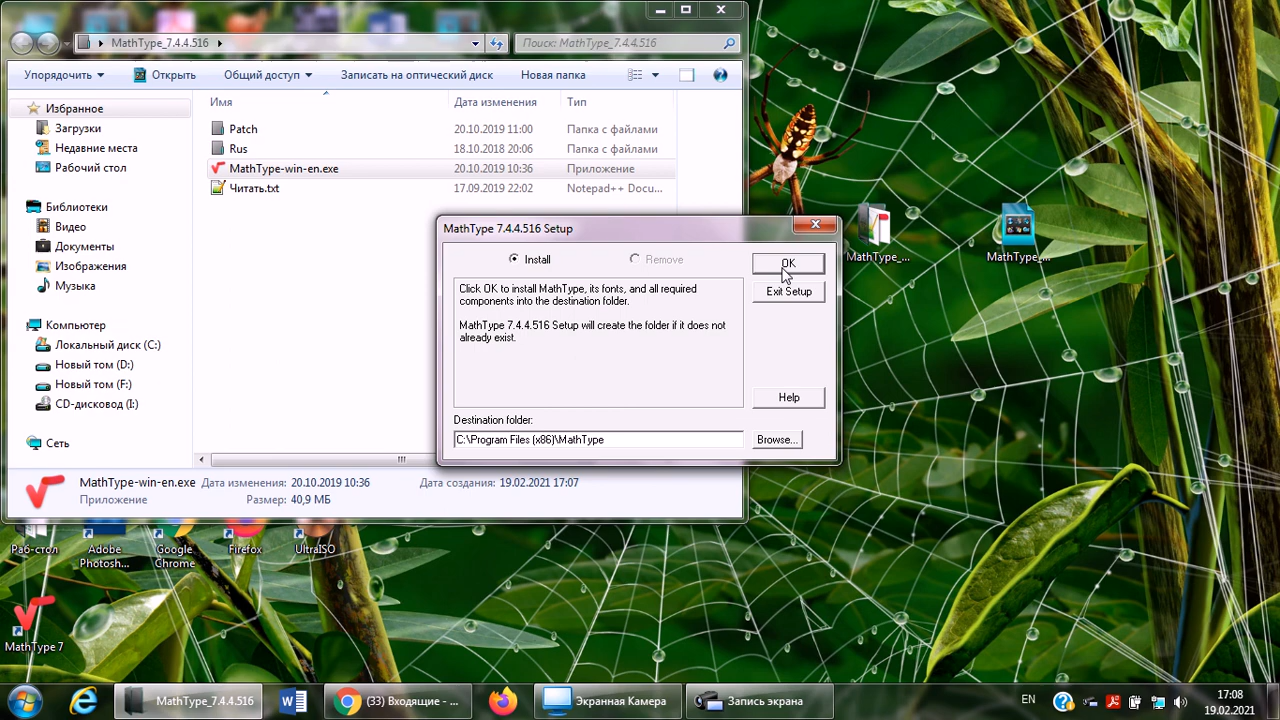 MathType_7.4.4.516
Поиск: MathType_7.4.4.516
Упорядочить Открыть Общий доступ Записать на оптический диск Новая папка
Избранное
Загрузки
Недавние места
Рабочий стол
Библиотеки
Видео
Документы
Изображения
Музыка
Компьютер
Локальный диск (C:)
Новый том (D:)
Новый том (F:)
CD-дисковод (I:)
Сеть
Имя Дата изменения Тип
Patch 20.10.2019 11:00 Папка с файлами
Rus 18.10.2018 20:06 Папка с файлами
MathType-win-en.exe 20.10.2019 10:36 Приложение
Читать.txt 17.09.2019 22:02 Notepad++ Docu...
MathType-win-en.exe Дата изменения: 20.10.2019 10:36 Дата создания: 19.02.2021 17:07
Приложение Размер: 40,9 МБ
MathType 7.4.4.516 Setup
Install Remove
OK
Exit Setup
Click OK to install MathType, its fonts, and all required
components into the destination folder.
MathType 7.4.4.516 Setup will create the folder if it does not
already exist.
Help
Destination folder:
C:\Program Files (x86)\MathType
Browse...
MathType_...
MathType_...
Раб-стол
Adobe
Photosh...
Google
Chrome
Firefox
UltraISO
MathType 7
MathType_7.4.4.516
(33) Входящие - ...
Экранная Камера
Запись экрана
EN
17:08
19.02.2021